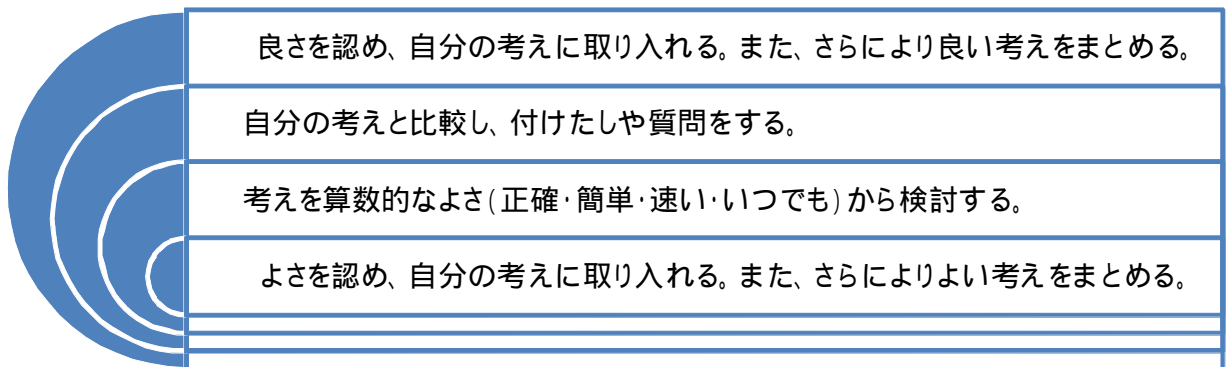 良さを認め、自分の考えに取り入れる。また、さらにより良い考えをまとめる。
自分の考えと比較し、付けたしや質問をする。
考えを算数的なよさ(正確・簡単・速い・いつでも)から検討する。
よさを認め、自分の考えに取り入れる。また、さらによりよい考えをまとめる。